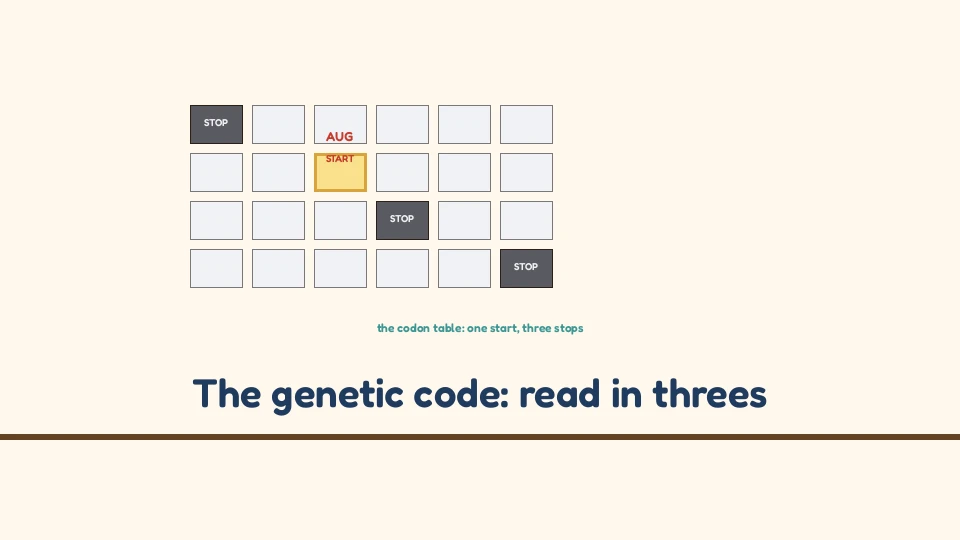 STOP
AUG
START
STOP
STOP
the codon table: one start, three stops
The genetic code: read in threes